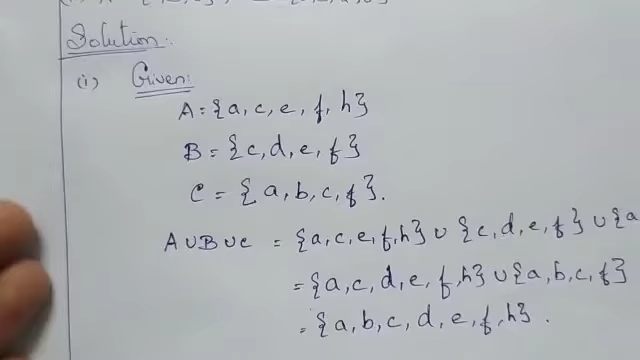 Solution:
(i) Given:
A = {a, c, e, f, h}
B = {c, d, e, f}
C = {a, b, c, f}.
A∪B∪C = {a, c, e, f, h} ∪ {c, d, e, f} ∪ {a
= {a, c, d, e, f, h} ∪ {a, b, c, f}
= {a, b, c, d, e, f, h}.